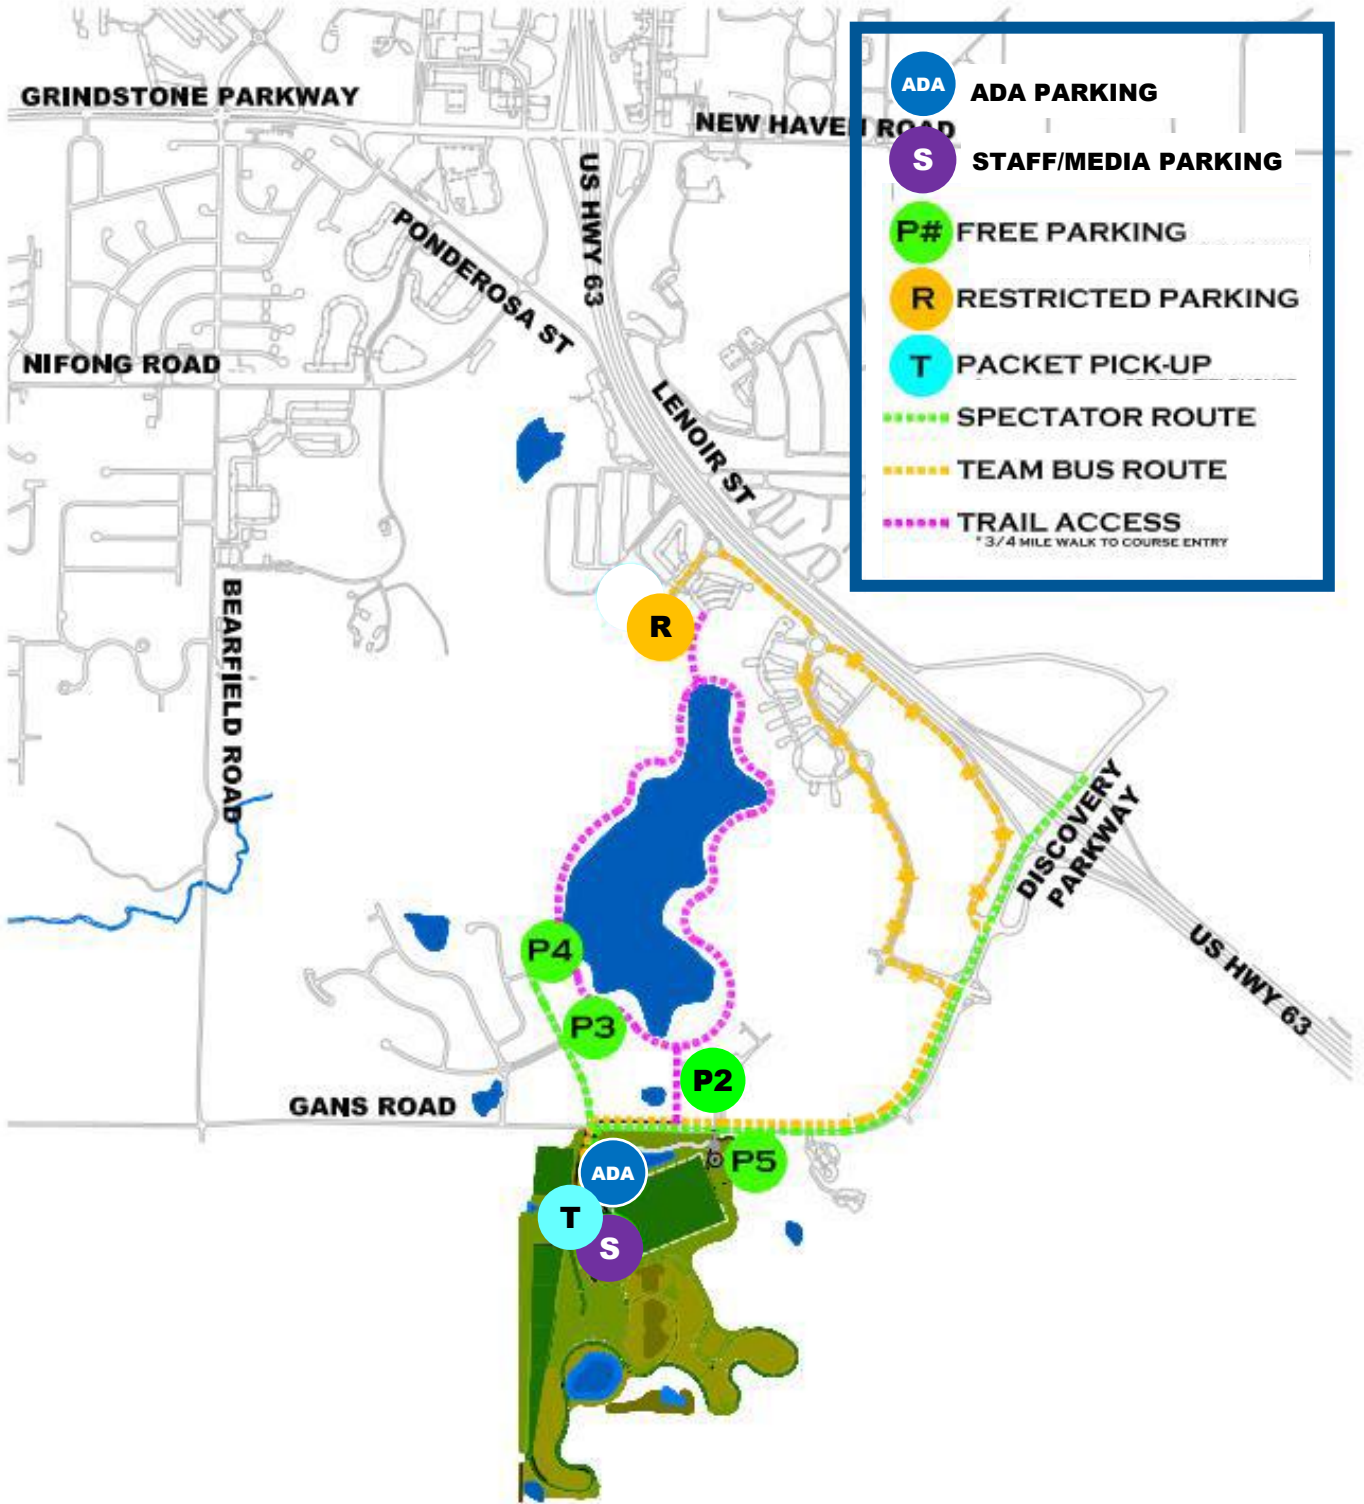 GRINDSTONE PARKWAY
NEW HAVEN ROAD
US HWY 63
PONDEROSA ST
NIFONG ROAD
LENOIR ST
BEARFIELD ROAD
ADA
ADA PARKING
S
STAFF/MEDIA PARKING
P#
FREE PARKING
R
RESTRICTED PARKING
T
PACKET PICK-UP
SPECTATOR ROUTE
TEAM BUS ROUTE
TRAIL ACCESS
*3/4 MILE WALK TO COURSE ENTRY
R
DISCOVERY
PARKWAY
US HWY 63
P4
P3
P2
GANS ROAD
P5
ADA
T
S